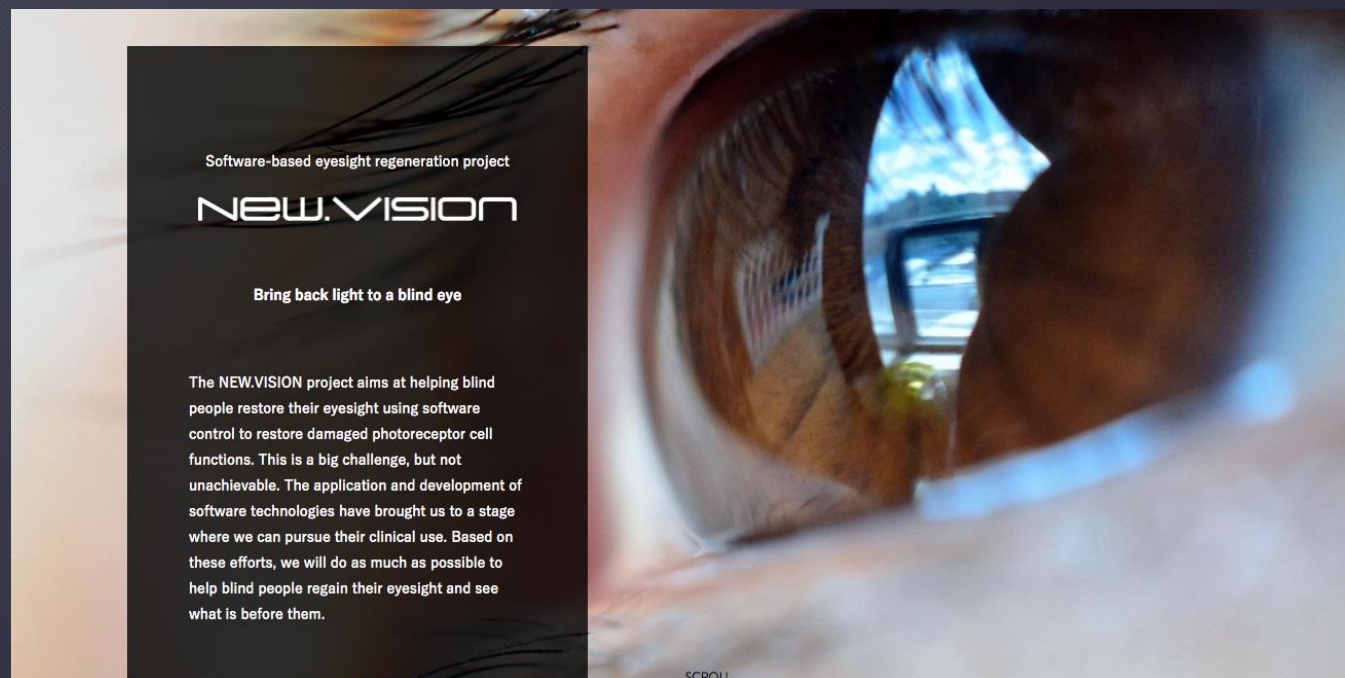 Software-based eyesight regeneration project
NEW.VISION
Bring back light to a blind eye
The NEW.VISION project aims at helping blind
people restore their eyesight using software
control to restore damaged photoreceptor cell
functions. This is a big challenge, but not
unachievable. The application and development of
software technologies have brought us to a stage
where we can pursue their clinical use. Based on
these efforts, we will do as much as possible to
help blind people regain their eyesight and see
what is before them.
SCROLL